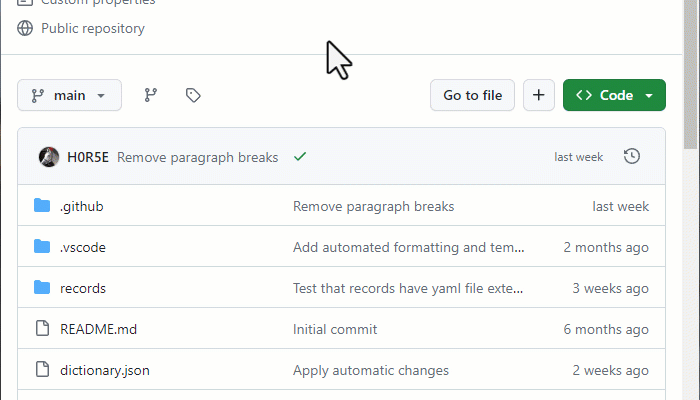 Custom properties
Public repository
main
Go to file
+
Code
H0R5E Remove paragraph breaks last week
.github Remove paragraph breaks last week
.vscode Add automated formatting and tem... 2 months ago
records Test that records have yaml file exte... 3 weeks ago
README.md Initial commit 6 months ago
dictionary.json Apply automatic changes 2 weeks ago